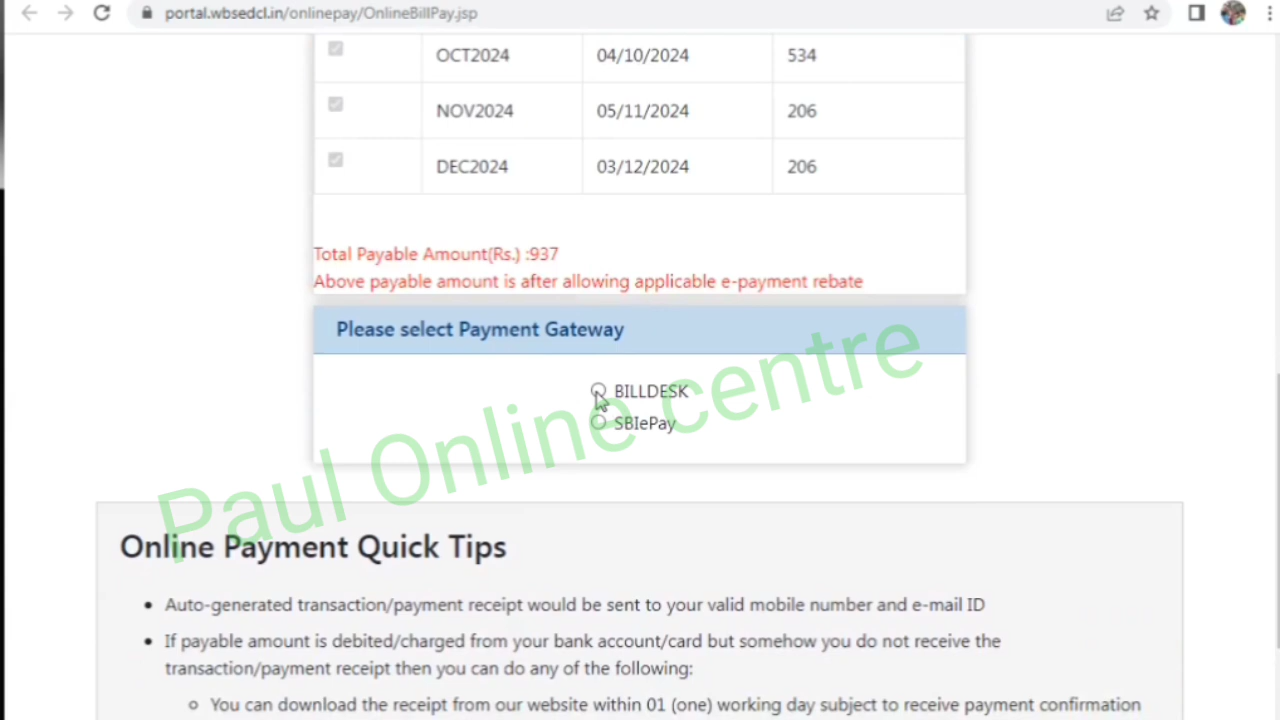 portal.wbsedcl.in/onlinepay/OnlineBillPay.jsp
OCT2024 04/10/2024 534
NOV2024 05/11/2024 206
DEC2024 03/12/2024 206
Total Payable Amount(Rs.) :937
Above payable amount is after allowing applicable e-payment rebate
Please select Payment Gateway
BILLDESK
SBIePay
Paul Online centre
Online Payment Quick Tips
• Auto-generated transaction/payment receipt would be sent to your valid mobile number and e-mail ID
• If payable amount is debited/charged from your bank account/card but somehow you do not receive the
transaction/payment receipt then you can do any of the following:
○ You can download the receipt from our website within 01 (one) working day subject to receive payment confirmation